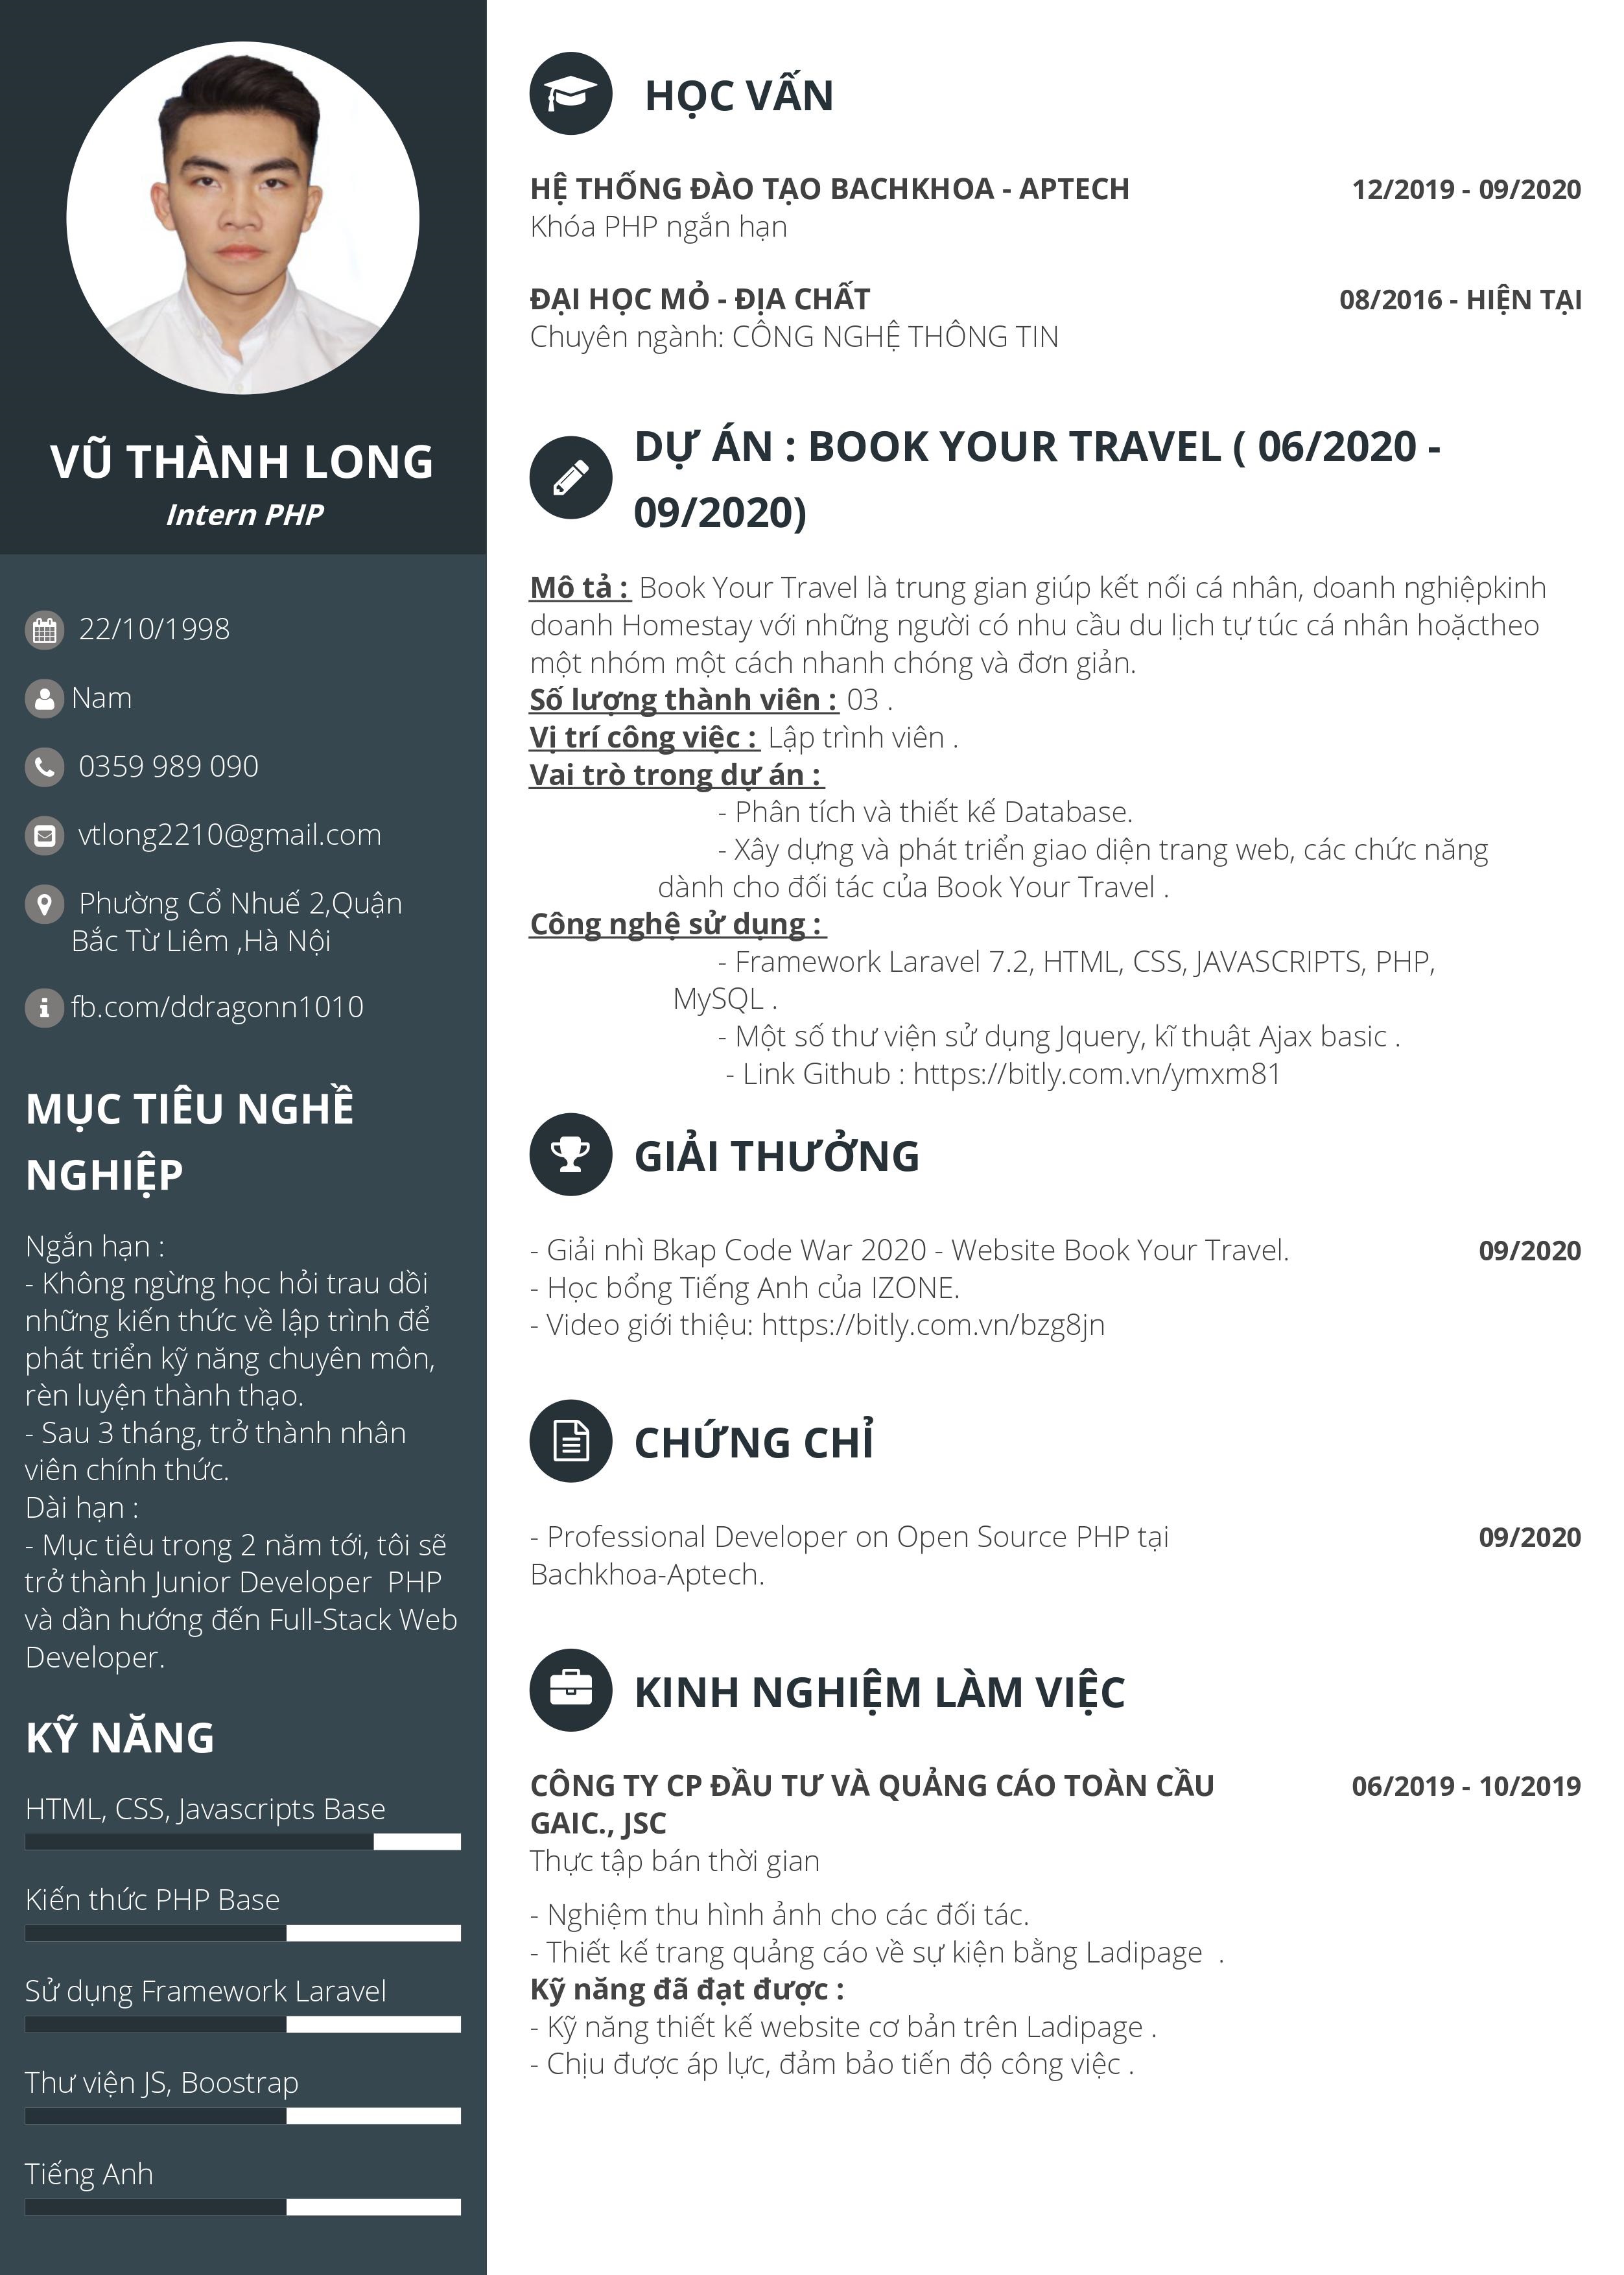 VŨ THÀNH LONG
Intern PHP
22/10/1998
Nam
0359 989 090
vtlong2210@gmail.com
Phường Cổ Nhuế 2,Quận
Bắc Từ Liêm ,Hà Nội
fb.com/ddragonn1010
MỤC TIÊU NGHỀ
NGHIỆP
Ngắn hạn :
- Không ngừng học hỏi trau dồi
những kiến thức về lập trình để
phát triển kỹ năng chuyên môn,
rèn luyện thành thạo.
- Sau 3 tháng, trở thành nhân
viên chính thức.
Dài hạn :
- Mục tiêu trong 2 năm tới, tôi sẽ
trở thành Junior Developer  PHP
và dần hướng đến Full-Stack Web
Developer.
KỸ NĂNG
HTML, CSS, Javascripts Base
Kiến thức PHP Base
Sử dụng Framework Laravel
Thư viện JS, Boostrap
Tiếng Anh
HỌC VẤN
HỆ THỐNG ĐÀO TẠO BACHKHOA - APTECH 12/2019 - 09/2020
Khóa PHP ngắn hạn
ĐẠI HỌC MỎ - ĐỊA CHẤT 08/2016 - HIỆN TẠI
Chuyên ngành: CÔNG NGHỆ THÔNG TIN
DỰ ÁN : BOOK YOUR TRAVEL ( 06/2020 -
09/2020)
Mô tả : Book Your Travel là trung gian giúp kết nối cá nhân, doanh nghiệpkinh
doanh Homestay với những người có nhu cầu du lịch tự túc cá nhân hoặctheo
một nhóm một cách nhanh chóng và đơn giản.
Số lượng thành viên : 03 .
Vị trí công việc : Lập trình viên .
Vai trò trong dự án :
- Phân tích và thiết kế Database.
- Xây dựng và phát triển giao diện trang web, các chức năng
dành cho đối tác của Book Your Travel .
Công nghệ sử dụng :
- Framework Laravel 7.2, HTML, CSS, JAVASCRIPTS, PHP,
MySQL .
- Một số thư viện sử dụng Jquery, kĩ thuật Ajax basic .
- Link Github : https://bitly.com.vn/ymxm81
GIẢI THƯỞNG
- Giải nhì Bkap Code War 2020 - Website Book Your Travel. 09/2020
- Học bổng Tiếng Anh của IZONE.
- Video giới thiệu: https://bitly.com.vn/bzg8jn
CHỨNG CHỈ
- Professional Developer on Open Source PHP tại 09/2020
Bachkhoa-Aptech.
KINH NGHIỆM LÀM VIỆC
CÔNG TY CP ĐẦU TƯ VÀ QUẢNG CÁO TOÀN CẦU 06/2019 - 10/2019
GAIC., JSC
Thực tập bán thời gian
- Nghiệm thu hình ảnh cho các đối tác.
- Thiết kế trang quảng cáo về sự kiện bằng Ladipage  .
Kỹ năng đã đạt được :
- Kỹ năng thiết kế website cơ bản trên Ladipage .
- Chịu được áp lực, đảm bảo tiến độ công việc .